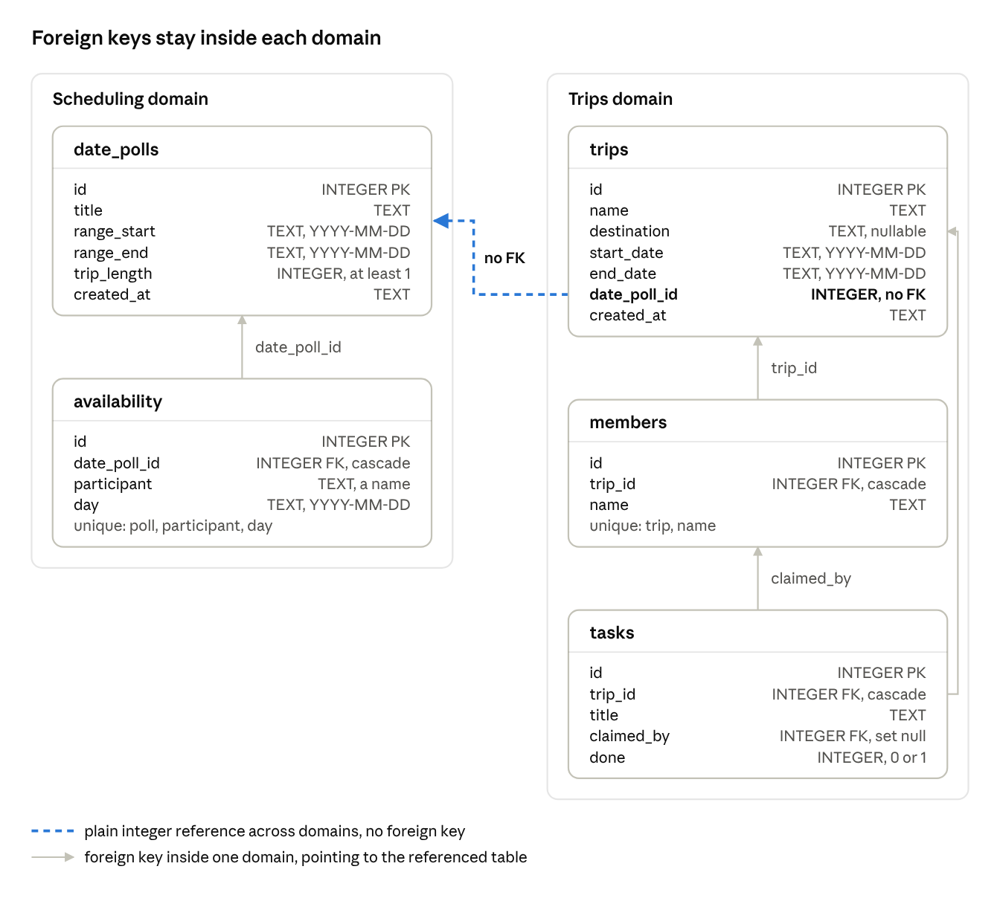 Foreign keys stay inside each domain
Scheduling domain
date_polls
id INTEGER PK
title TEXT
range_start TEXT, YYYY-MM-DD
range_end TEXT, YYYY-MM-DD
trip_length INTEGER, at least 1
created_at TEXT
date_poll_id
availability
id INTEGER PK
date_poll_id INTEGER FK, cascade
participant TEXT, a name
day TEXT, YYYY-MM-DD
unique: poll, participant, day
no FK
Trips domain
trips
id INTEGER PK
name TEXT
destination TEXT, nullable
start_date TEXT, YYYY-MM-DD
end_date TEXT, YYYY-MM-DD
date_poll_id INTEGER, no FK
created_at TEXT
trip_id
members
id INTEGER PK
trip_id INTEGER FK, cascade
name TEXT
unique: trip, name
claimed_by
tasks
id INTEGER PK
trip_id INTEGER FK, cascade
title TEXT
claimed_by INTEGER FK, set null
done INTEGER, 0 or 1
plain integer reference across domains, no foreign key
foreign key inside one domain, pointing to the referenced table